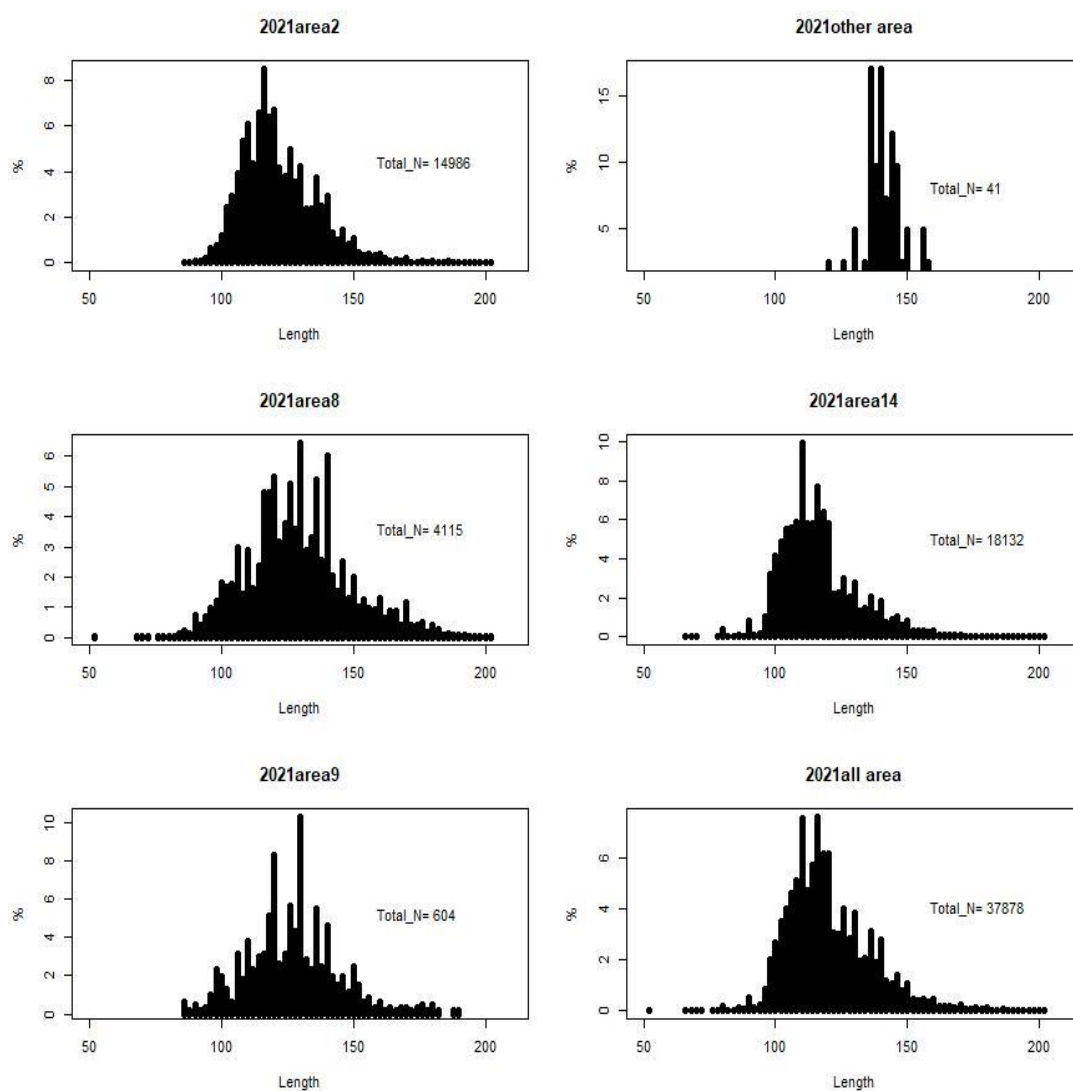 2021area2
%
8
6
4
2
0
Total_N= 14986
50 100 150 200
Length
2021other area
%
15
10
5
Total_N= 41
50 100 150 200
Length
2021area8
%
6
5
4
3
2
1
0
Total_N= 4115
50 100 150 200
Length
2021area14
%
10
8
6
4
2
0
Total_N= 18132
50 100 150 200
Length
2021area9
%
10
8
6
4
2
0
Total_N= 604
50 100 150 200
Length
2021all area
%
6
4
2
0
Total_N= 37878
50 100 150 200
Length